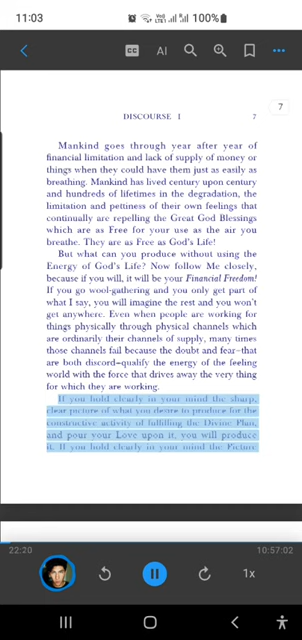 11:03
100%
CC AI
7
DISCOURSE I 7
Mankind goes through year after year of
financial limitation and lack of supply of money or
things when they could have them just as easily as
breathing. Mankind has lived century upon century
and hundreds of lifetimes in the degradation, the
limitation and pettiness of their own feelings that
continually are repelling the Great God Blessings
which are as Free for your use as the air you
breathe. They are as Free as God's Life!
But what can you produce without using the
Energy of God's Life? Now follow Me closely,
because if you will, it will be your Financial Freedom!
If you go wool-gathering and you only get part of
what I say, you will imagine the rest and you won't
get anywhere. Even when people are working for
things physically through physical channels which
are ordinarily their channels of supply, many times
those channels fail because the doubt and fear—that
are both discord—qualify the energy of the feeling
world with the force that drives away the very thing
for which they are working.
If you hold clearly in your mind the sharp,
clear picture of what you desire to produce for the
constructive activity of fulfilling the Divine Plan,
and pour your Love upon it, you will produce
it. If you hold clearly in your mind the Picture
22:20 10:57:02
1x